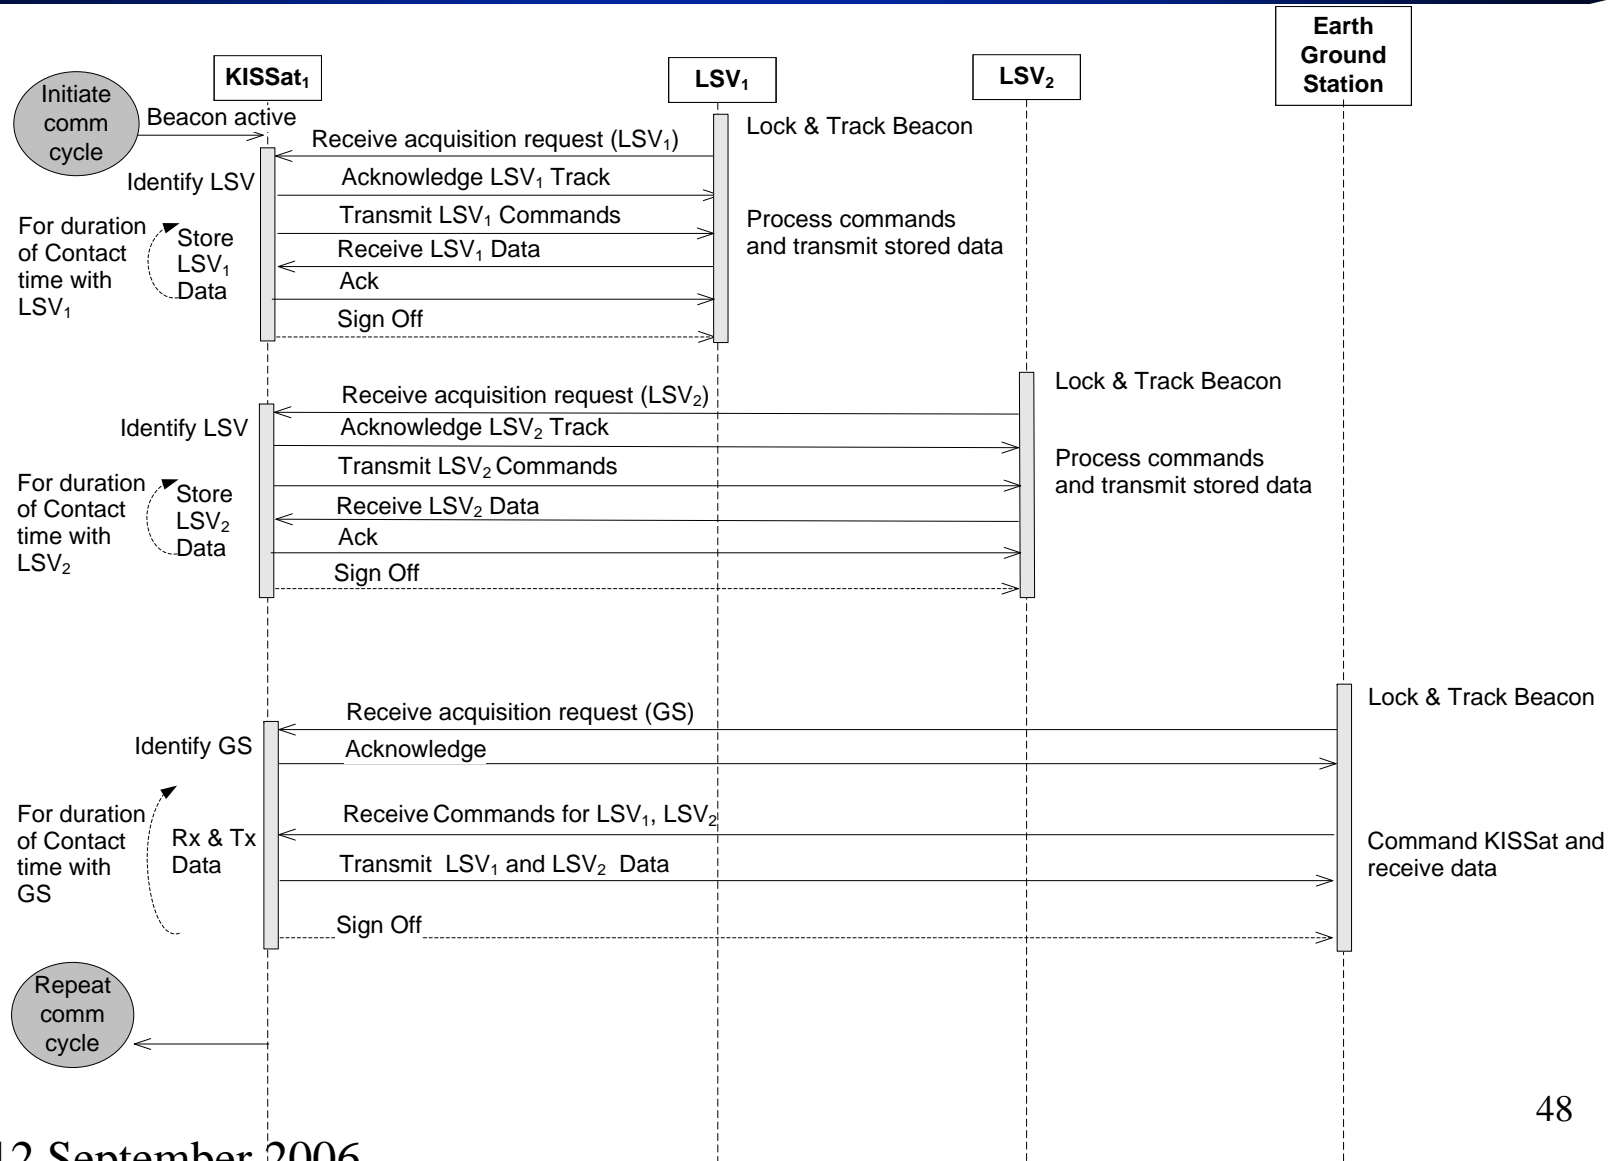 Earth
Ground
Station
KISSat₁
LSV₁
LSV₂
Initiate
comm
cycle
Beacon active
Lock & Track Beacon
Receive acquisition request (LSV₁)
Identify LSV
Acknowledge LSV₁ Track
Transmit LSV₁ Commands
Process commands
and transmit stored data
For duration
of Contact
time with
LSV₁
Store
LSV₁
Data
Receive LSV₁ Data
Ack
Sign Off
Lock & Track Beacon
Receive acquisition request (LSV₂)
Identify LSV
Acknowledge LSV₂ Track
Transmit LSV₂ Commands
Process commands
and transmit stored data
For duration
of Contact
time with
LSV₂
Store
LSV₂
Data
Receive LSV₂ Data
Ack
Sign Off
Lock & Track Beacon
Receive acquisition request (GS)
Identify GS
Acknowledge
For duration
of Contact
time with
GS
Rx & Tx
Data
Receive Commands for LSV₁, LSV₂
Transmit LSV₁ and LSV₂ Data
Command KISSat and
receive data
Sign Off
Repeat
comm
cycle
48
12 September 2006